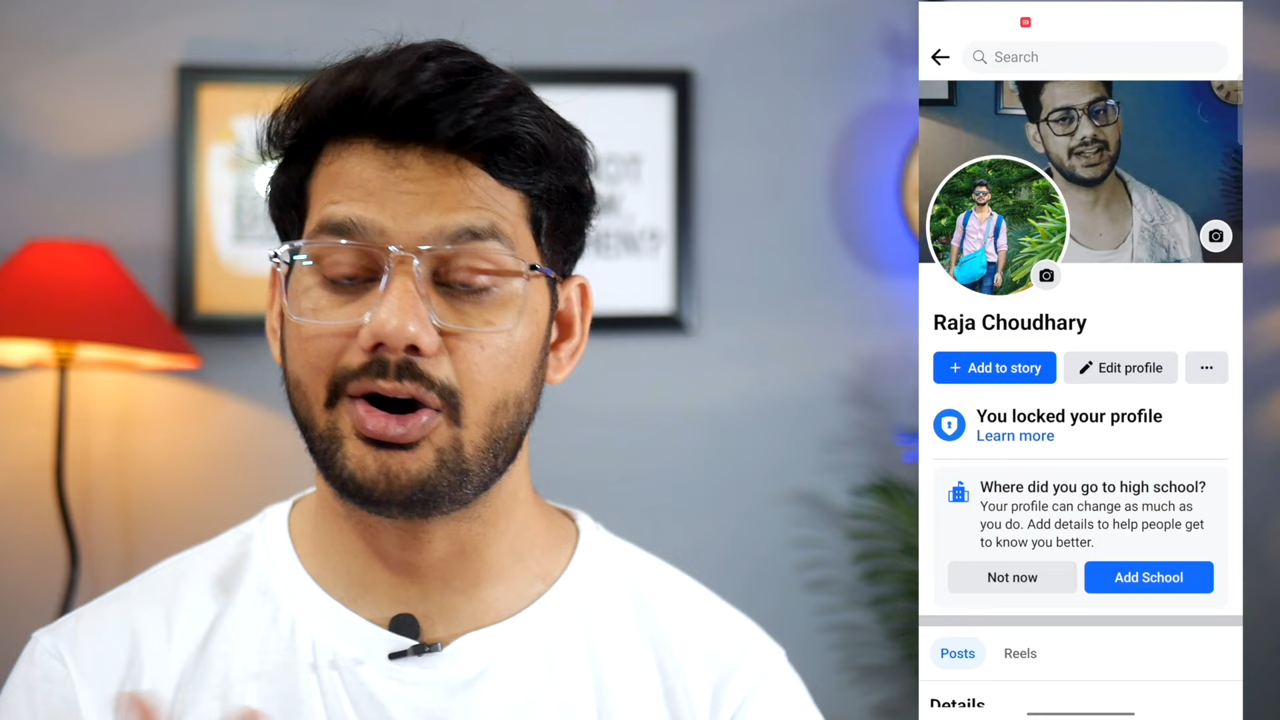 NOT
Search
Raja Choudhary
Add to story
Edit profile
You locked your profile
Learn more
Where did you go to high school?
Your profile can change as much as
you do. Add details to help people get
to know you better.
Not now
Add School
Posts
Reels
Details